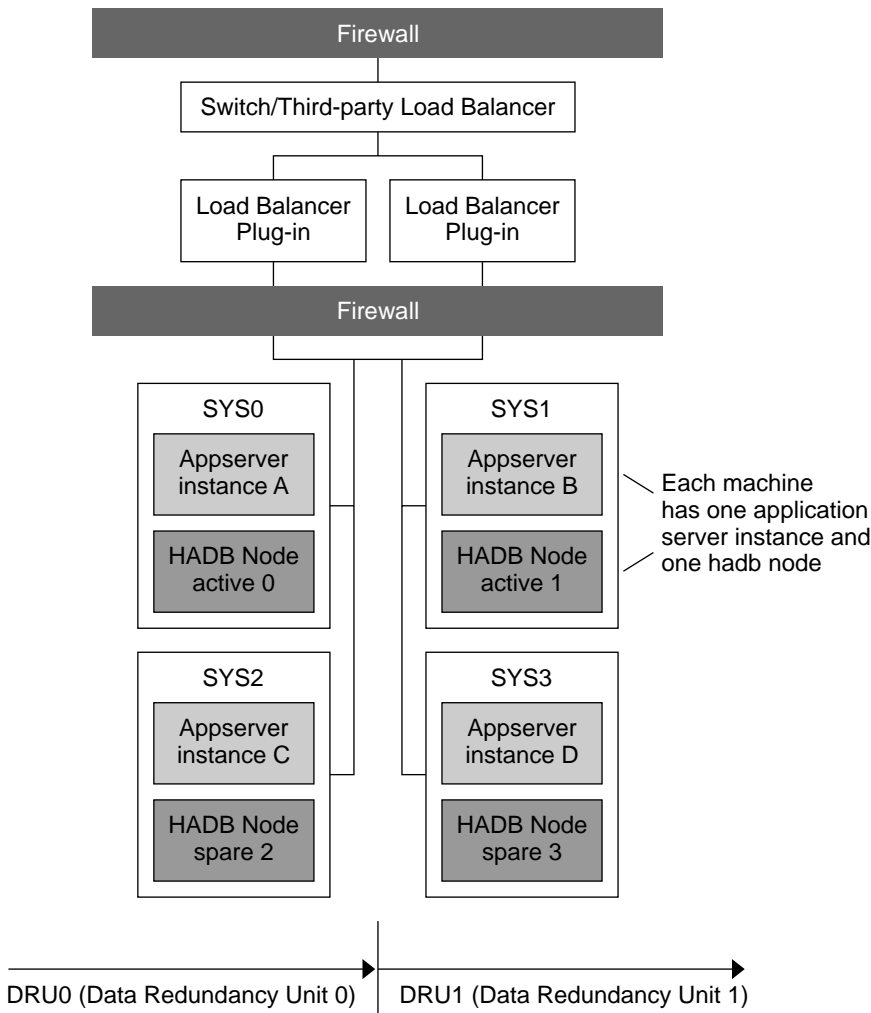 Firewall
Switch/Third-party Load Balancer
Load Balancer
Plug-in
Load Balancer
Plug-in
Firewall
SYS0
Appserver
instance A
HADB Node
active 0
SYS1
Appserver
instance B
HADB Node
active 1
Each machine
has one application
server instance and
one hadb node
SYS2
Appserver
instance C
HADB Node
spare 2
SYS3
Appserver
instance D
HADB Node
spare 3
DRU0 (Data Redundancy Unit 0)
DRU1 (Data Redundancy Unit 1)